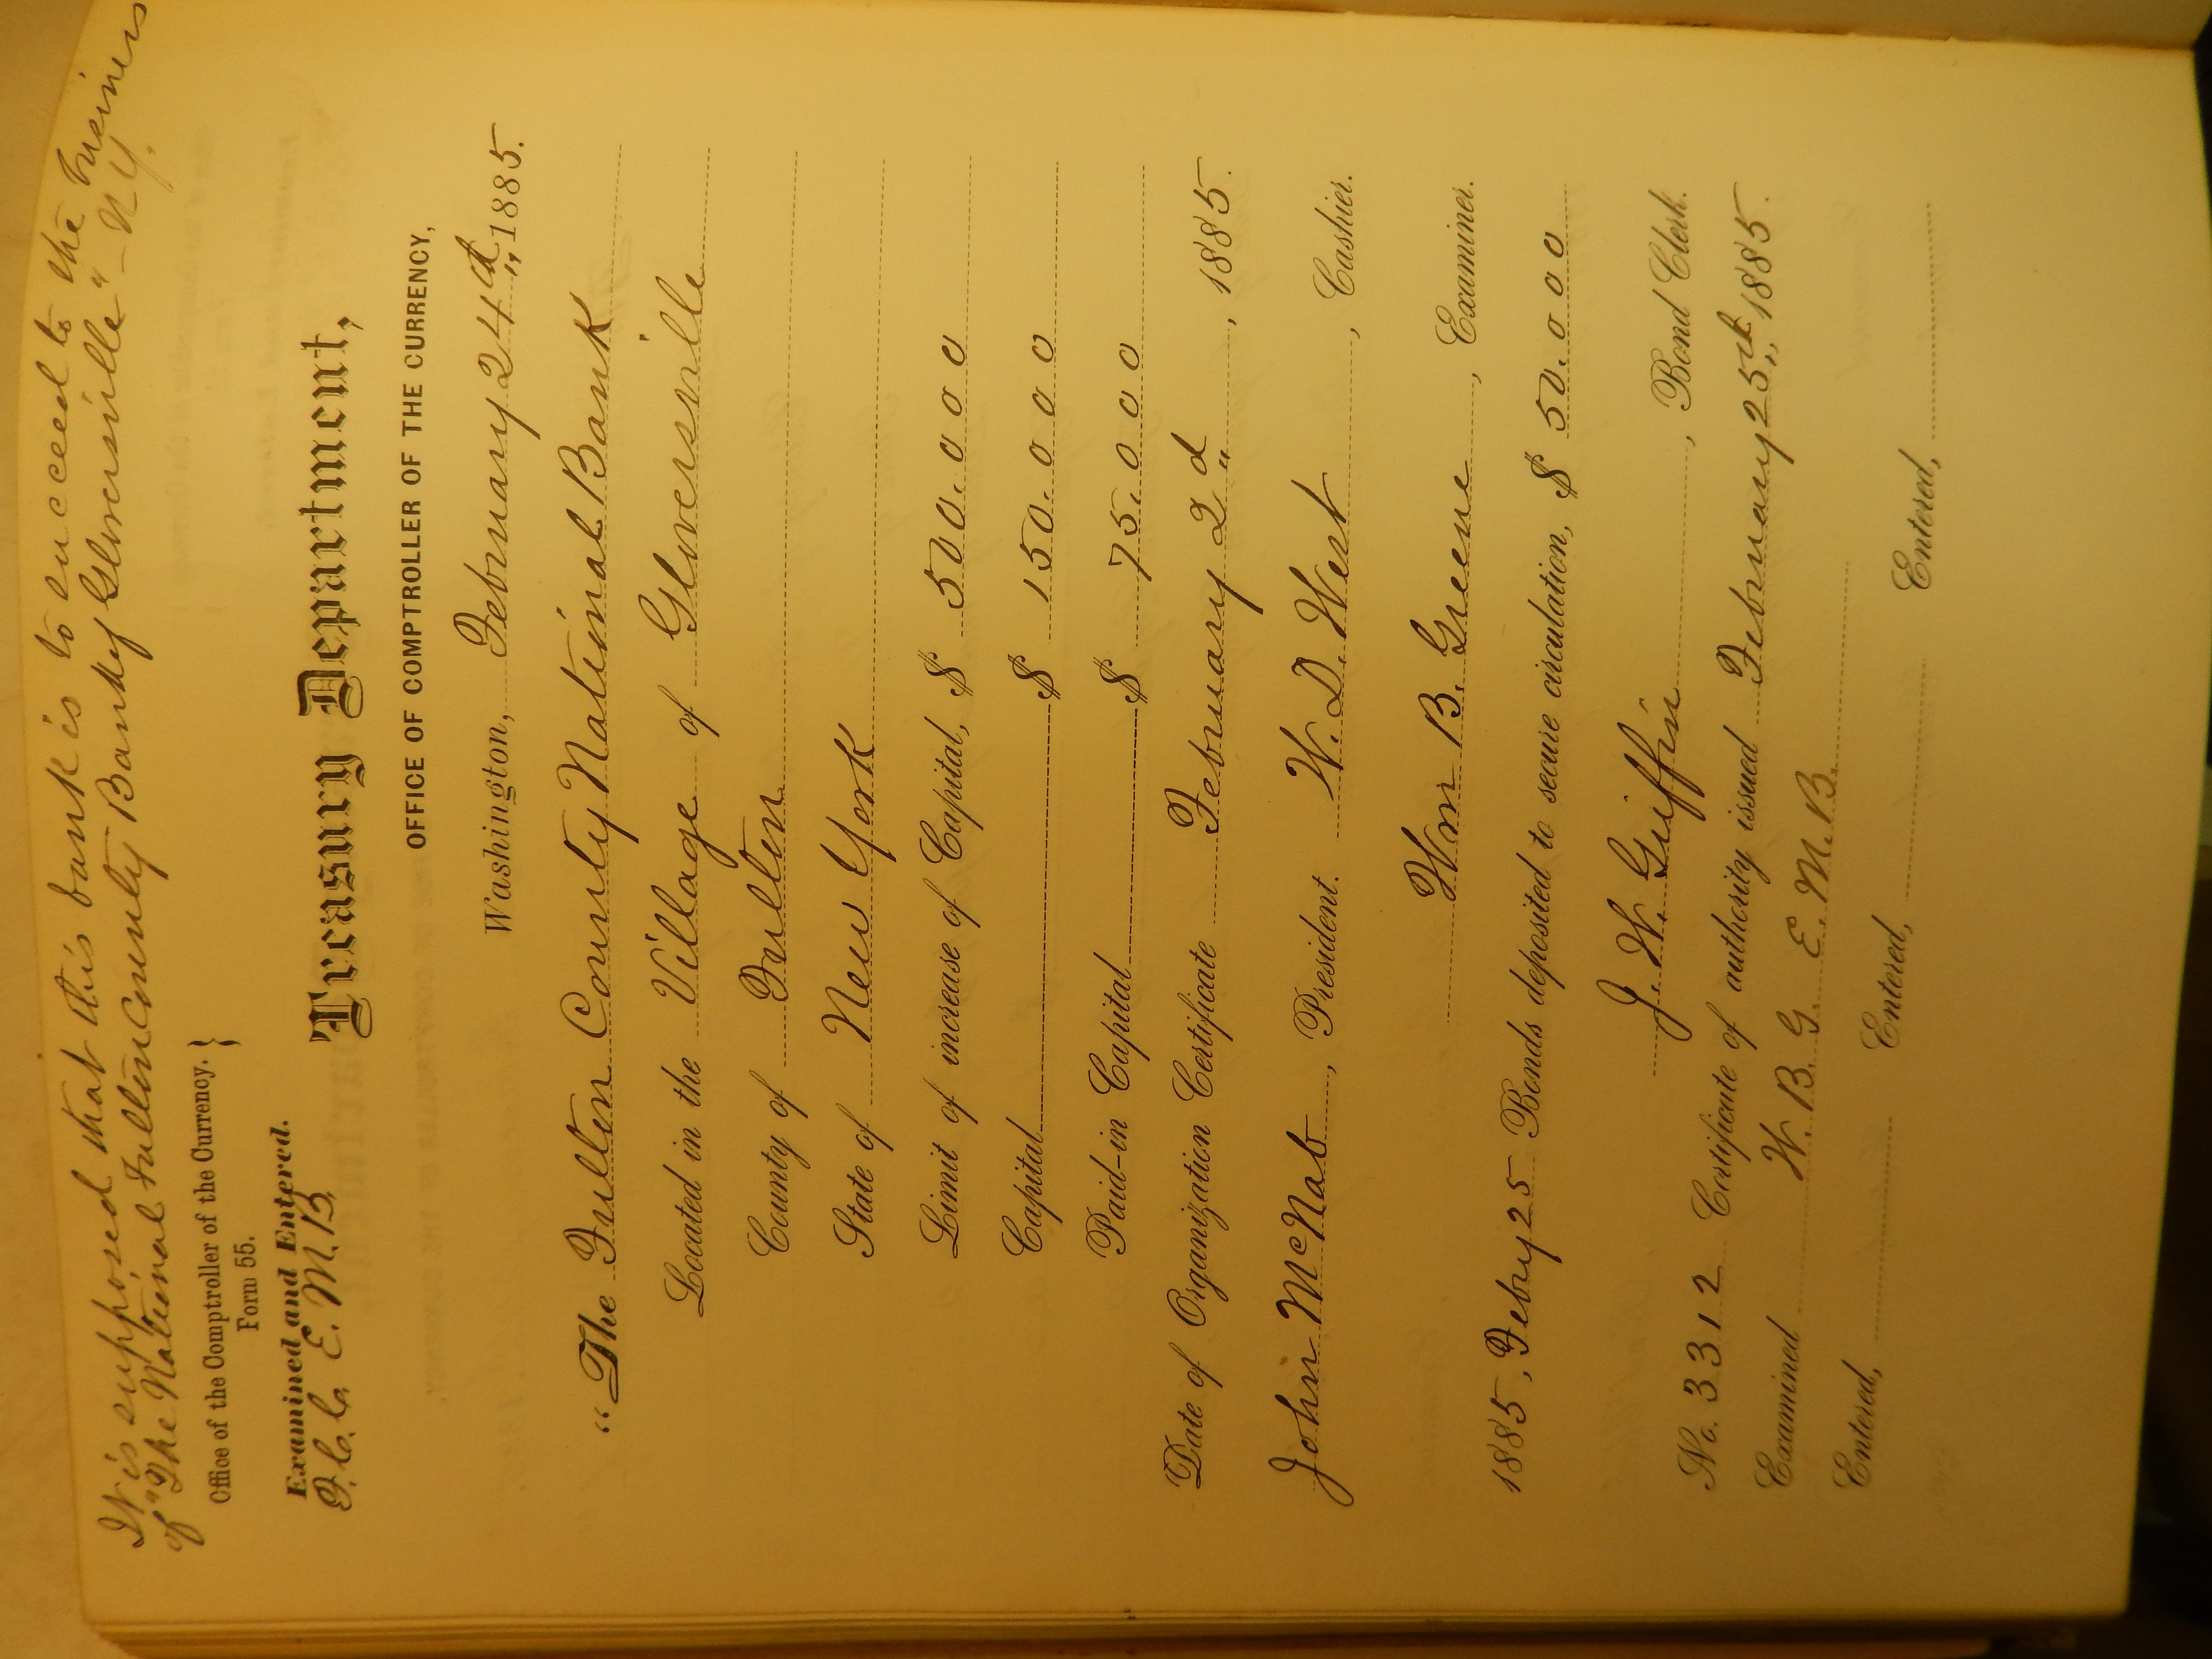 It is supposed that this bank is to succeed to the business
of "The National Fulton County Bank of Gloversville" - N.Y.
Office of the Comptroller of the Currency. }
Form 55.
Examined and Entered.
F.C.C. E.M.B.
Treasury Department,
OFFICE OF COMPTROLLER OF THE CURRENCY,
Washington, February 24th, 1885.
"The Fulton County National Bank
Located in the Village of Gloversville
County of Fulton
State of New York
Limit of increase of Capital, $ 500.000
Capital $ 150.000
Paid-in Capital $ 75.000
Date of Organization Certificate February 2d, 1885.
John McNab, President. W. D. West, Cashier.
Wm B. Greene, Examiner.
1885, Febry 25 Bonds deposited to secure circulation, $ 50.000
J. W. Griffin, Bond Clerk.
No. 3312 Certificate of authority issued February 25th, 1885.
Examined W. B. G. E. M. B.
Entered, Entered, Entered,